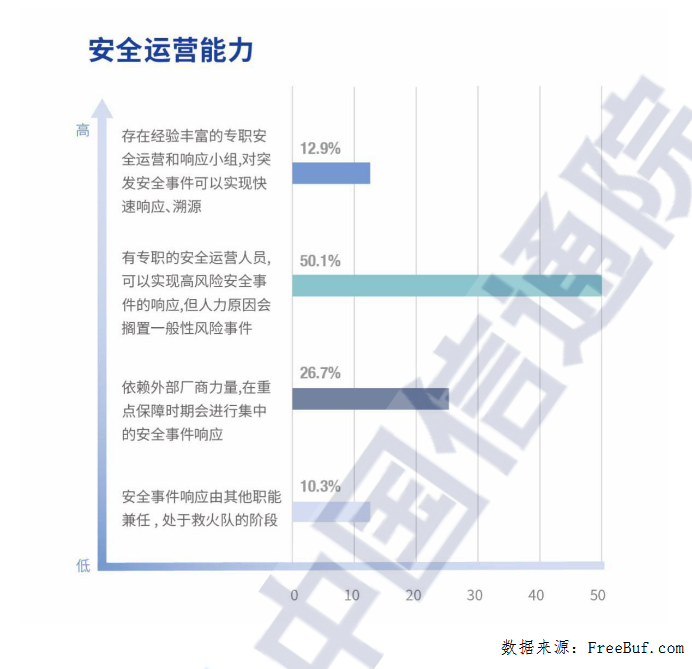 安全运营能力
高
存在经验丰富的专职安
全运营和响应小组,对突
发安全事件可以实现快
速响应、溯源
12.9%
有专职的安全运营人员,
可以实现高风险安全事
件的响应,但人力原因会
搁置一般性风险事件
50.1%
依赖外部厂商力量,在重
点保障时期会进行集中
的安全事件响应
26.7%
安全事件响应由其他职能
兼任,处于救火队的阶段
10.3%
低
0 10 20 30 40 50
中国信通院
数据来源：FreeBuf.com